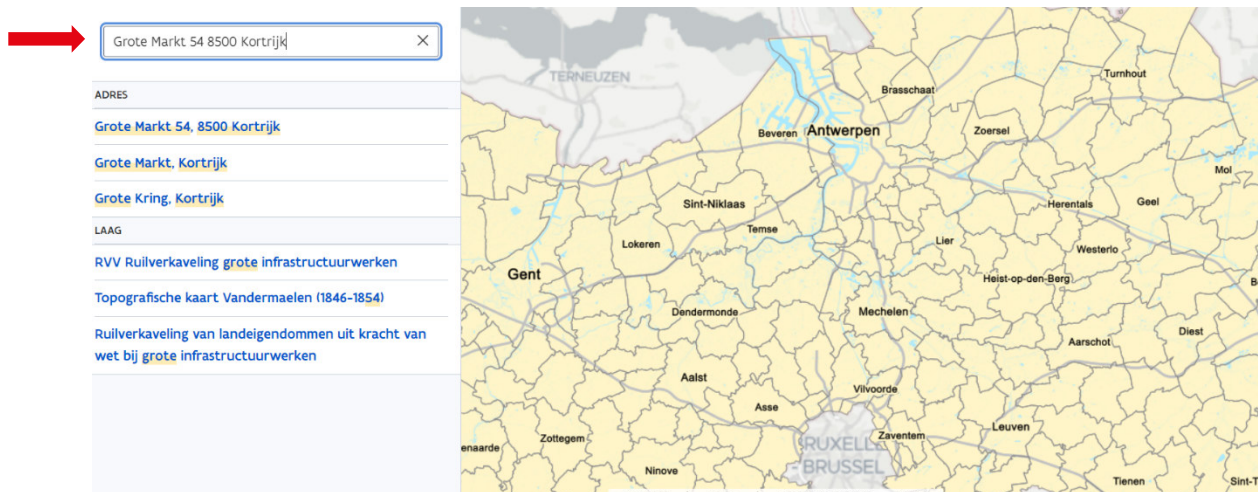 Grote Markt 54 8500 Kortrijk
ADRES
Grote Markt 54, 8500 Kortrijk
Grote Markt, Kortrijk
Grote Kring, Kortrijk
LAAG
RVV Ruilverkaveling grote infrastructuurwerken
Topografische kaart Vandermaelen (1846-1854)
Ruilverkaveling van landeigendommen uit kracht van
wet bij grote infrastructuurwerken
TERNEUZEN
Turnhout
Brasschaat
Beveren
Antwerpen
Zoersel
Mol
Sint-Niklaas
Herentals
Geel
Temse
Lokeren
Lier
Westerlo
Gent
Heist-op-den-Berg
Dendermonde
Mechelen
Diest
Aarschot
Aalst
Vilvoorde
Asse
Leuven
Zottegem
Zaventem
enaarde
RUXELLE
BRUSSEL
Ninove
Tienen
Sint-